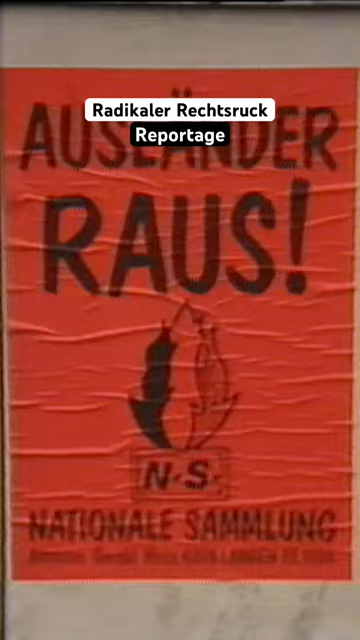 Radikaler Rechtsruck
Reportage
AUSLÄNDER
RAUS!
N.S.
NATIONALE SAMMLUNG